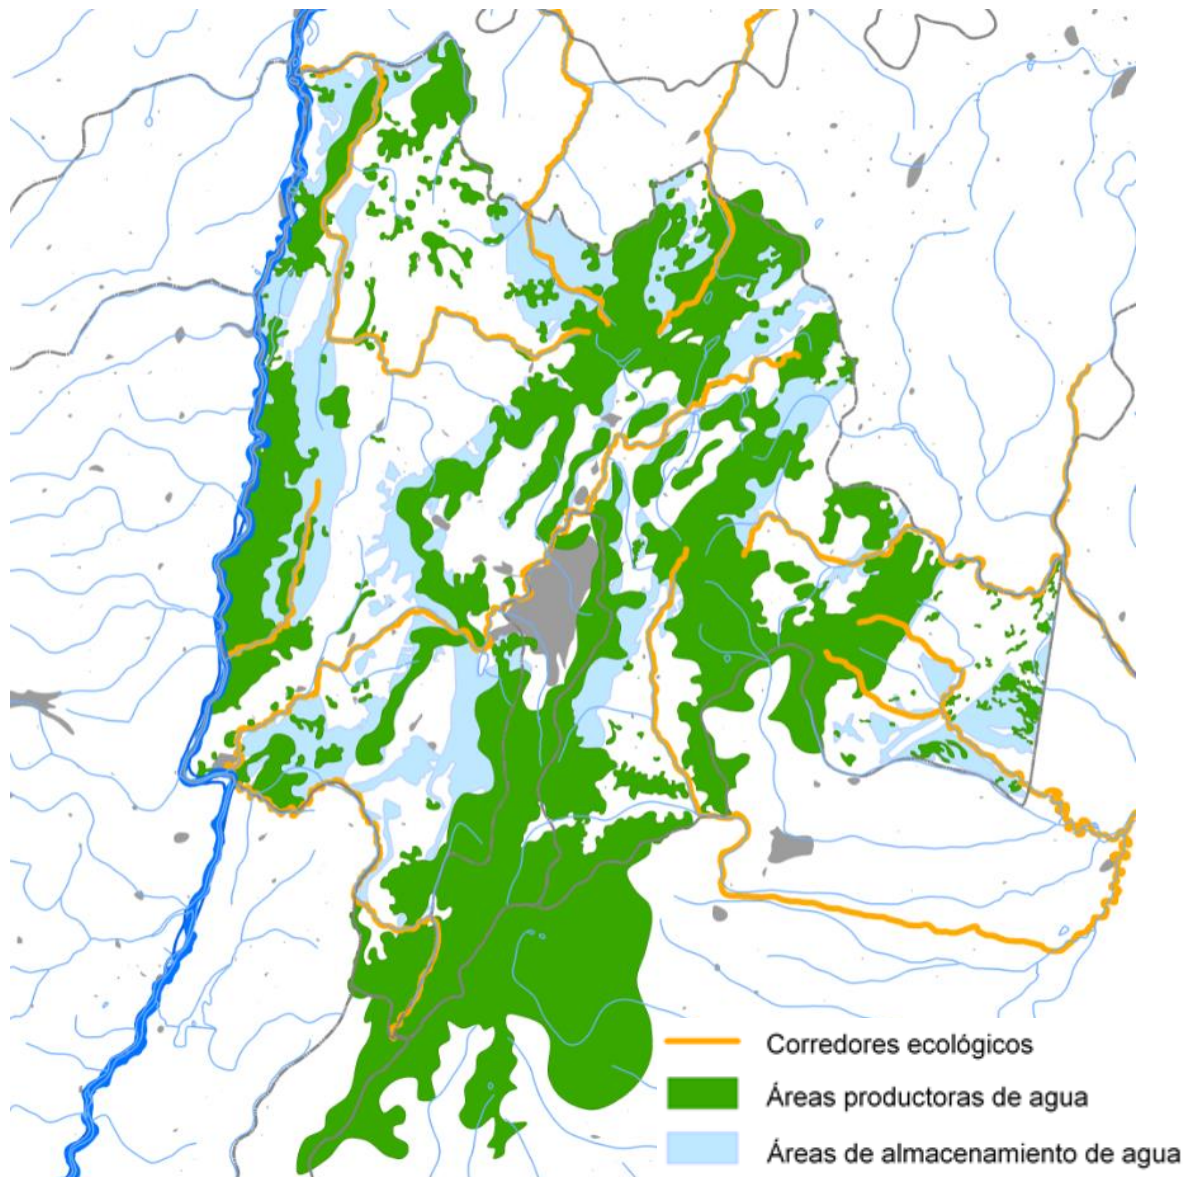 Corredores ecológicos
Áreas productoras de agua
Áreas de almacenamiento de agua